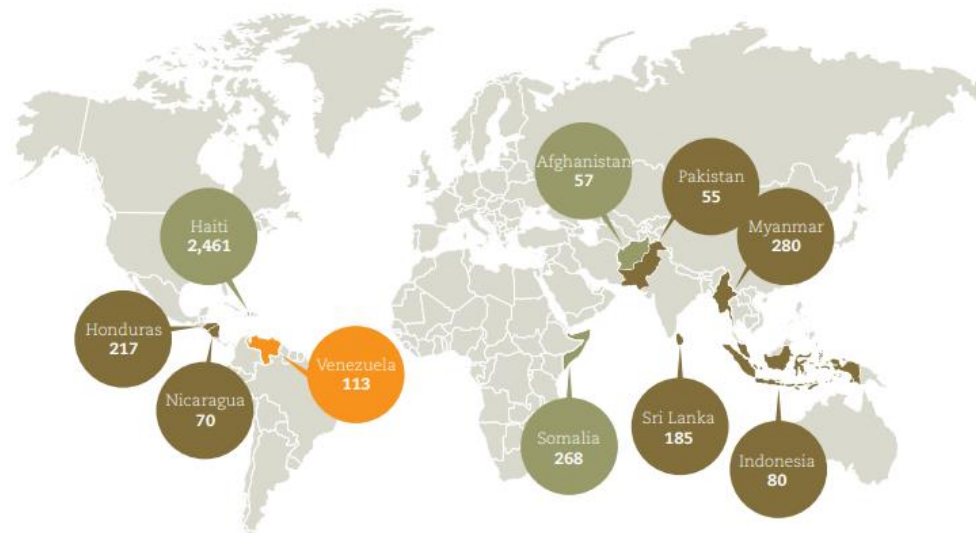 Afghanistan
57
Pakistan
55
Haiti
2,461
Myanmar
280
Honduras
217
Venezuela
113
Nicaragua
70
Somalia
268
Sri Lanka
185
Indonesia
80